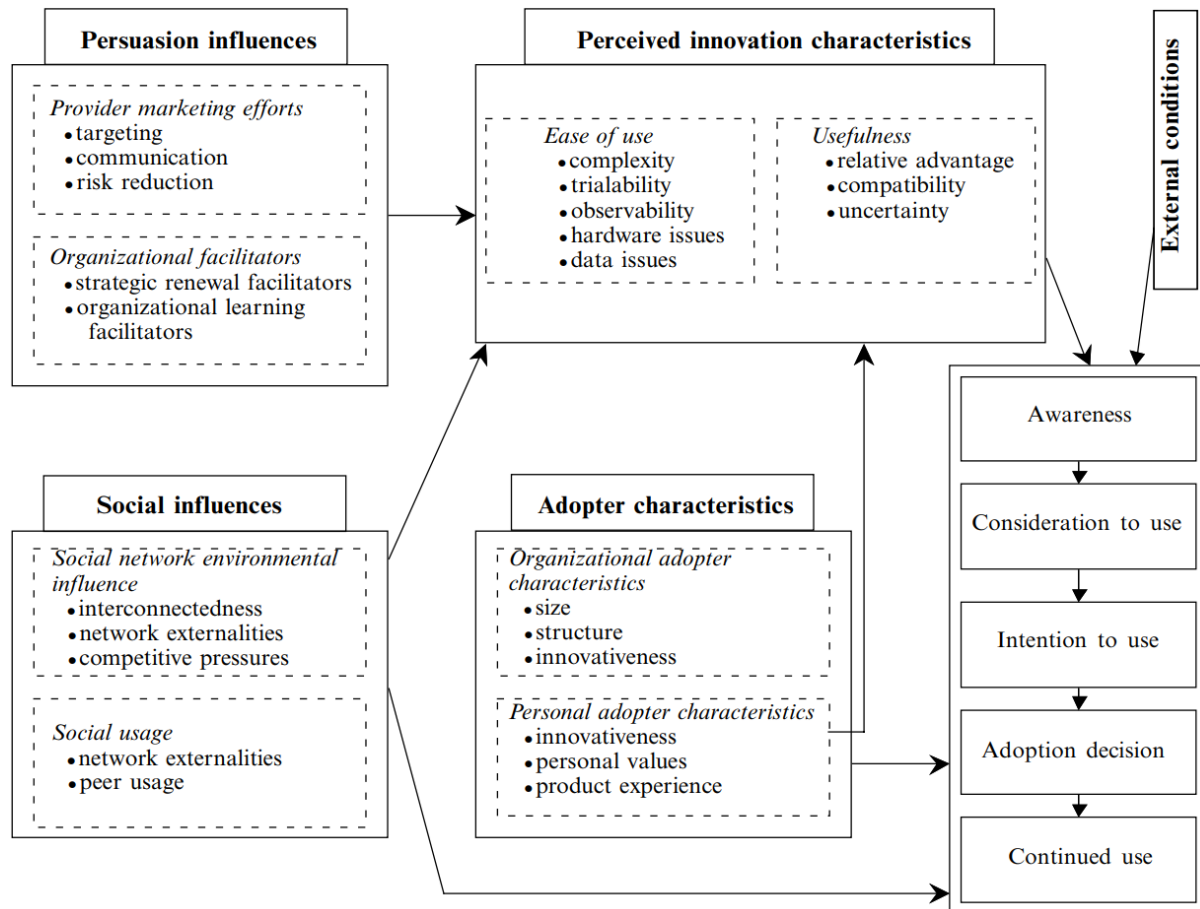 Persuasion influences
Provider marketing efforts
• targeting
• communication
• risk reduction
Organizational facilitators
• strategic renewal facilitators
• organizational learning
facilitators
Perceived innovation characteristics
Ease of use
• complexity
• trialability
• observability
• hardware issues
• data issues
Usefulness
• relative advantage
• compatibility
• uncertainty
External conditions
Social influences
Social network environmental
influence
• interconnectedness
• network externalities
• competitive pressures
Social usage
• network externalities
• peer usage
Adopter characteristics
Organizational adopter
characteristics
• size
• structure
• innovativeness
Personal adopter characteristics
• innovativeness
• personal values
• product experience
Awareness
Consideration to use
Intention to use
Adoption decision
Continued use